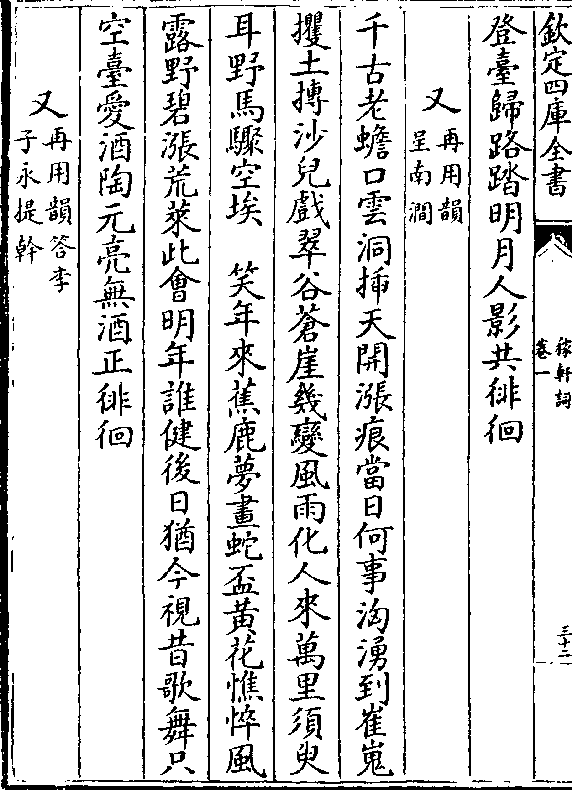 欽定四庫全書
稼軒詞
卷一
三十二
登臺歸路踏明月人影共徘徊
又再用韻
呈南澗
千古老蟾口雲洞揷天開漲痕當日何事洶湧到崔嵬
攫土摶沙兒戲翠谷蒼崖幾變風雨化人來萬里須臾
耳野馬驟空埃　笑年來蕉鹿夢畫蛇盃黃花憔悴風
露野碧漲荒萊此會明年誰健後日猶今視昔歌舞只
空臺愛酒陶元亮無酒正徘徊
又再用韻答李
子永提幹